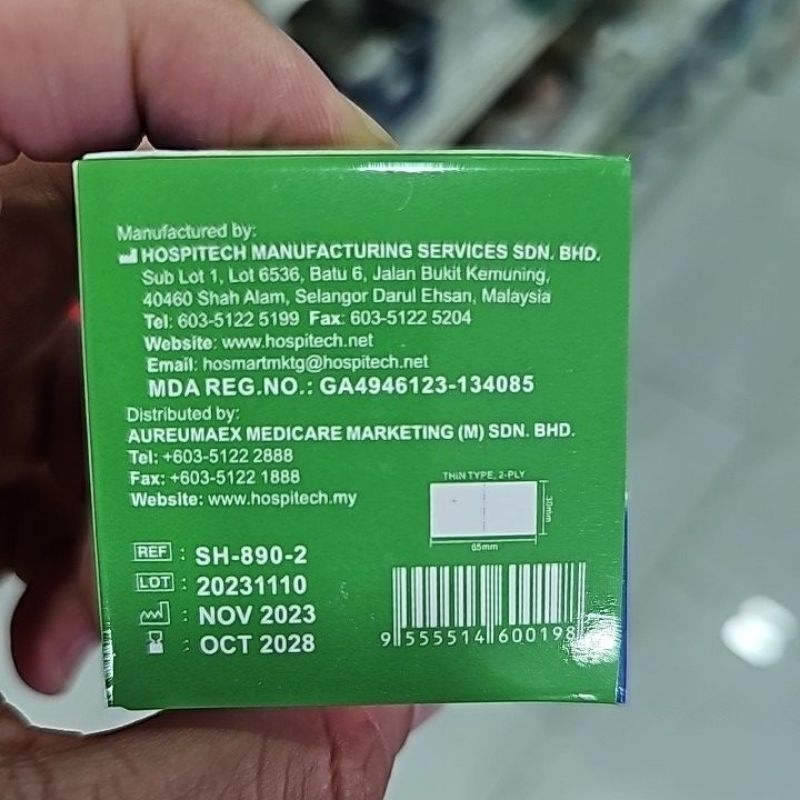 Manufactured by:
HOSPITECH MANUFACTURING SERVICES SDN. BHD.
Sub Lot 1, Lot 6536, Batu 6, Jalan Bukit Kemuning,
40460 Shah Alam, Selangor Darul Ehsan, Malaysia
Tel: 603-5122 5199 Fax: 603-5122 5204
Website: www.hospitech.net
Email: hosmartmktg@hospitech.net
MDA REG.NO.: GA4946123-134085
Distributed by:
AUREUMAEX MEDICARE MARKETING (M) SDN. BHD.
Tel: +603-5122 2888
Fax: +603-5122 1888
Website: www.hospitech.my
THIN TYPE, 2-PLY
30mm
65mm
REF : SH-890-2
LOT : 20231110
: NOV 2023
: OCT 2028
9 555514 600198